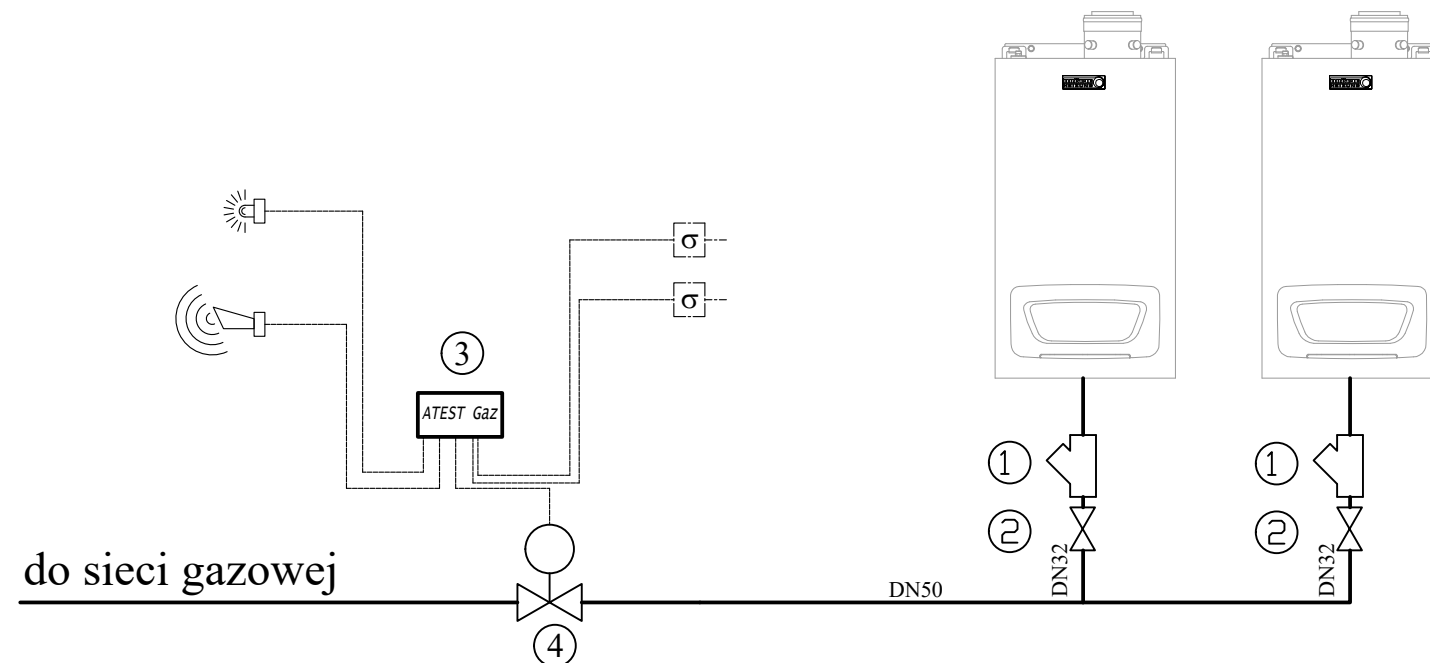 σ
σ
3
ATEST Gaz
1
1
2
2
do sieci gazowej
DN50
DN32
DN32
4